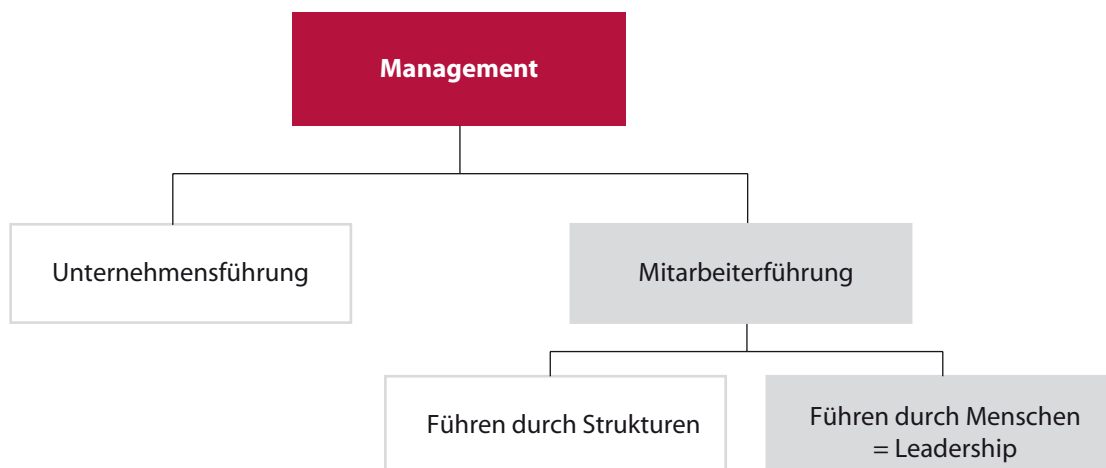 Management
Unternehmensführung
Mitarbeiterführung
Führen durch Strukturen
Führen durch Menschen
= Leadership